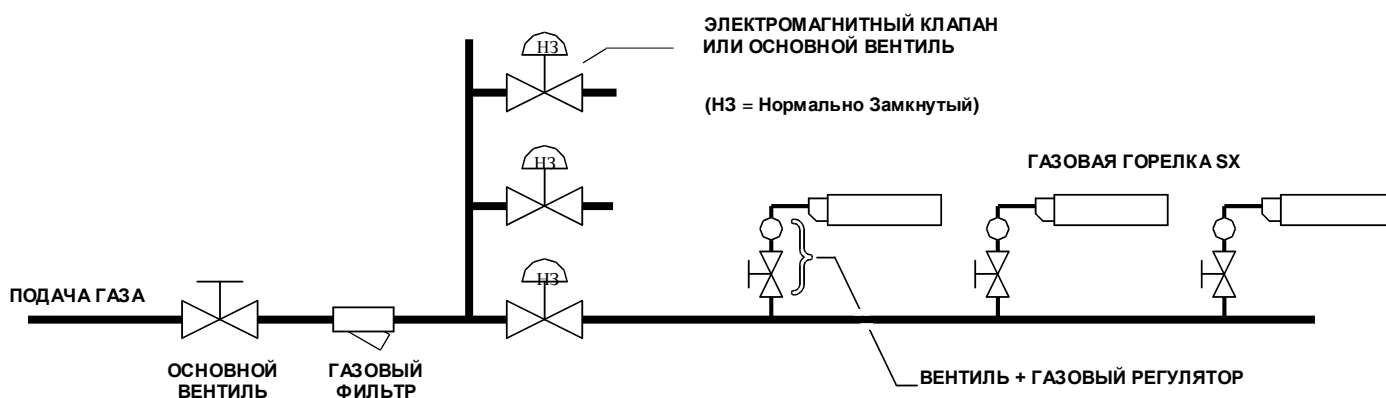 ЭЛЕКТРОМАГНИТНЫЙ КЛАПАН
ИЛИ ОСНОВНОЙ ВЕНТИЛЬ
НЗ
(НЗ = Нормально Замкнутый)
НЗ
ГАЗОВАЯ ГОРЕЛКА SX
НЗ
ПОДАЧА ГАЗА
ОСНОВНОЙ
ВЕНТИЛЬ
ГАЗОВЫЙ
ФИЛЬТР
ВЕНТИЛЬ + ГАЗОВЫЙ РЕГУЛЯТОР